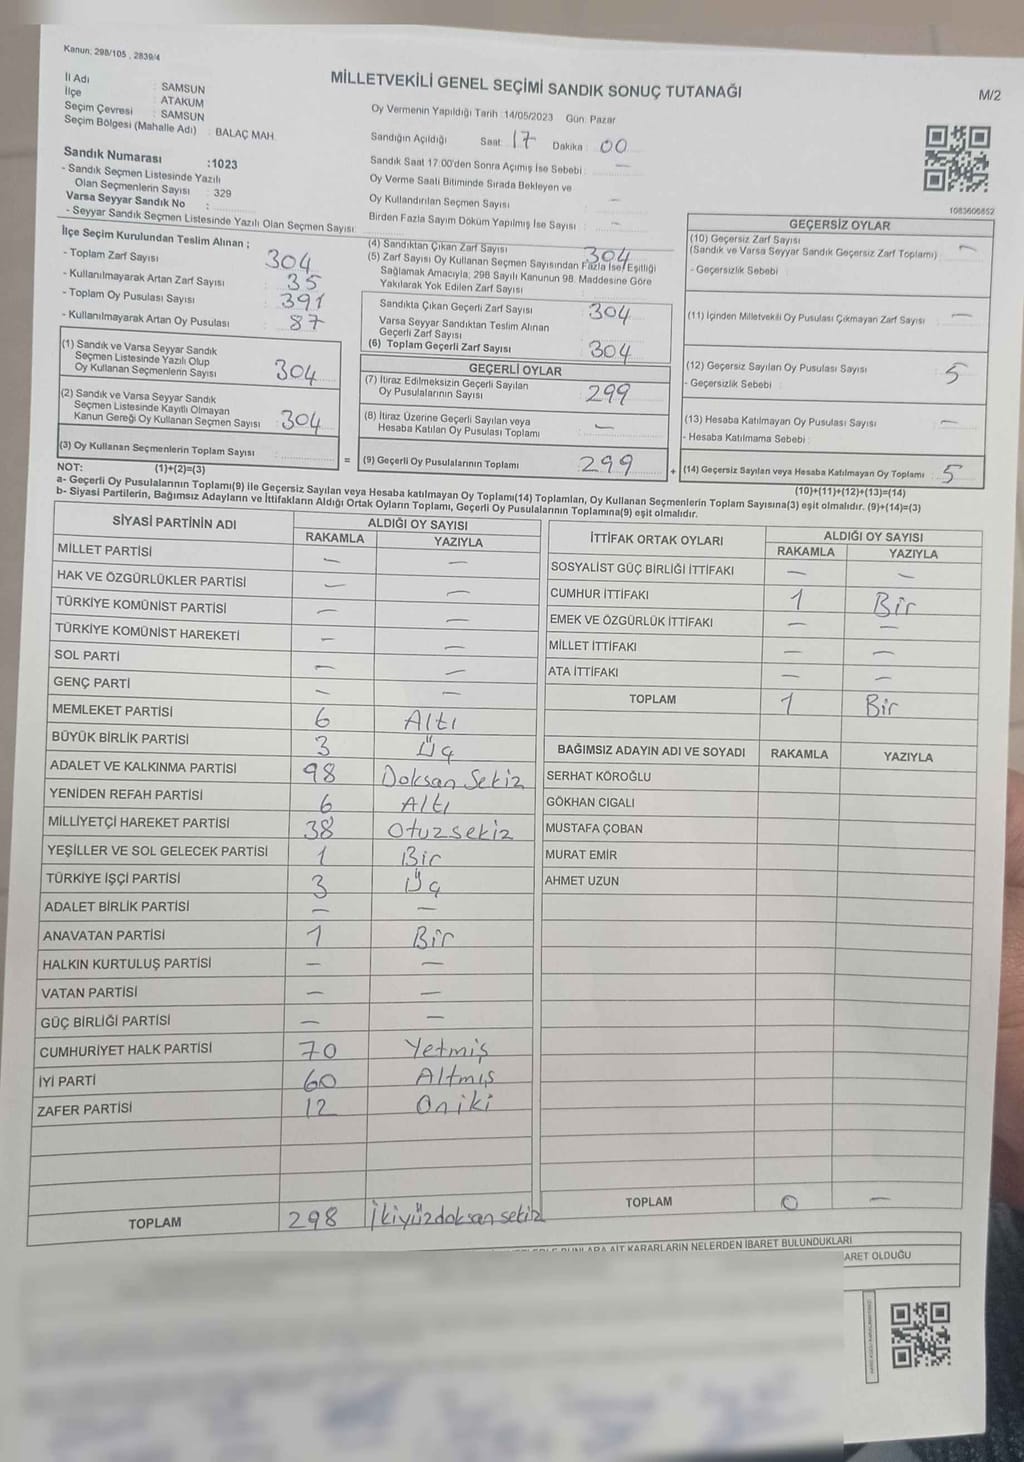 Kanun: 298/105 , 2839/4
MİLLETVEKİLİ GENEL SEÇİMİ SANDIK SONUÇ TUTANAĞI
M/2
İl Adı : SAMSUN
İlçe : ATAKUM
Seçim Çevresi : SAMSUN
Seçim Bölgesi (Mahalle Adı) : BALAÇ MAH.
Sandık Numarası :1023
- Sandık Seçmen Listesinde Yazılı
Olan Seçmenlerin Sayısı : 329
Varsa Seyyar Sandık No :
- Seyyar Sandık Seçmen Listesinde Yazılı Olan Seçmen Sayısı:
Oy Vermenin Yapıldığı Tarih :14/05/2023 Gün: Pazar
Sandığın Açıldığı Saat: 17 Dakika : 00
Sandık Saat 17:00'den Sonra Açımış İse Sebebi : —
Oy Verme Saati Bitiminde Sırada Bekleyen ve
Oy Kullandırılan Seçmen Sayısı : —
Birden Fazla Sayım Döküm Yapılmış İse Sayısı : —
1083606852
İlçe Seçim Kurulundan Teslim Alınan ;
- Toplam Zarf Sayısı : 304
- Kullanılmayarak Artan Zarf Sayısı : 35
- Toplam Oy Pusulası Sayısı : 391
- Kullanılmayarak Artan Oy Pusulası : 87
(1) Sandık ve Varsa Seyyar Sandık
Seçmen Listesinde Yazılı Olup
Oy Kullanan Seçmenlerin Sayısı : 304
(2) Sandık ve Varsa Seyyar Sandık
Seçmen Listesinde Kayıtlı Olmayan
Kanun Gereği Oy Kullanan Seçmen Sayısı : 304
(3) Oy Kullanan Seçmenlerin Toplam Sayısı :
(1)+(2)=(3)
(4) Sandıktan Çıkan Zarf Sayısı : 304
(5) Zarf Sayısı Oy Kullanan Seçmen Sayısından Fazla İse/ Eşitliği
Sağlamak Amacıyla; 298 Sayılı Kanunun 98. Maddesine Göre
Yakılarak Yok Edilen Zarf Sayısı :
Sandıkta Çıkan Geçerli Zarf Sayısı : 304
Varsa Seyyar Sandıktan Teslim Alınan
Geçerli Zarf Sayısı :
(6) Toplam Geçerli Zarf Sayısı : 304
GEÇERLİ OYLAR
(7) İtiraz Edilmeksizin Geçerli Sayılan
Oy Pusulalarının Sayısı : 299
(8) İtiraz Üzerine Geçerli Sayılan veya
Hesaba Katılan Oy Pusulası Toplamı : —
(9) Geçerli Oy Pusulalarının Toplamı : 299
GEÇERSİZ OYLAR
(10) Geçersiz Zarf Sayısı
(Sandık ve Varsa Seyyar Sandık Geçersiz Zarf Toplamı) : —
- Geçersizlik Sebebi :
(11) İçinden Milletvekili Oy Pusulası Çıkmayan Zarf Sayısı : —
(12) Geçersiz Sayılan Oy Pusulası Sayısı : 5
- Geçersizlik Sebebi :
(13) Hesaba Katılmayan Oy Pusulası Sayısı : —
- Hesaba Katılmama Sebebi :
(14) Geçersiz Sayılan veya Hesaba Katılmayan Oy Toplamı : 5
(10)+(11)+(12)+(13)=(14)
NOT:
a- Geçerli Oy Pusulalarının Toplamı(9) ile Geçersiz Sayılan veya Hesaba katılmayan Oy Toplamı(14) Toplamları, Oy Kullanan Seçmenlerin Toplam Sayısına(3) eşit olmalıdır. (9)+(14)=(3)
b- Siyasi Partilerin, Bağımsız Adayların ve İttifakların Aldığı Ortak Oyların Toplamı, Geçerli Oy Pusulalarının Toplamına(9) eşit olmalıdır.
SİYASİ PARTİNİN ADI ALDIĞI OY SAYISI
RAKAMLA YAZIYLA
MİLLET PARTİSİ — —
HAK VE ÖZGÜRLÜKLER PARTİSİ — —
TÜRKİYE KOMÜNİST PARTİSİ — —
TÜRKİYE KOMÜNİST HAREKETİ — —
SOL PARTİ — —
GENÇ PARTİ — —
MEMLEKET PARTİSİ 6 Altı
BÜYÜK BİRLİK PARTİSİ 3 Üç
ADALET VE KALKINMA PARTİSİ 98 Doksan Sekiz
YENİDEN REFAH PARTİSİ 6 Altı
MİLLİYETÇİ HAREKET PARTİSİ 38 Otuzsekiz
YEŞİLLER VE SOL GELECEK PARTİSİ 1 Bir
TÜRKİYE İŞÇİ PARTİSİ 3 Üç
ADALET BİRLİK PARTİSİ — —
ANAVATAN PARTİSİ 1 Bir
HALKIN KURTULUŞ PARTİSİ — —
VATAN PARTİSİ — —
GÜÇ BİRLİĞİ PARTİSİ — —
CUMHURİYET HALK PARTİSİ 70 Yetmiş
İYİ PARTİ 60 Altmış
ZAFER PARTİSİ 12 Oniki
TOPLAM 298 İkiyüzdoksan sekiz
İTTİFAK ORTAK OYLARI ALDIĞI OY SAYISI
RAKAMLA YAZIYLA
SOSYALİST GÜÇ BİRLİĞİ İTTİFAKI — —
CUMHUR İTTİFAKI 1 Bir
EMEK VE ÖZGÜRLÜK İTTİFAKI — —
MİLLET İTTİFAKI — —
ATA İTTİFAKI — —
TOPLAM 1 Bir
BAĞIMSIZ ADAYIN ADI VE SOYADI RAKAMLA YAZIYLA
SERHAT KÖROĞLU
GÖKHAN CIGALI
MUSTAFA ÇOBAN
MURAT EMİR
AHMET UZUN
TOPLAM 0 —
AİT KARARLARIN NELERDEN İBARET BULUNDUKLARI
ARET OLDUĞU